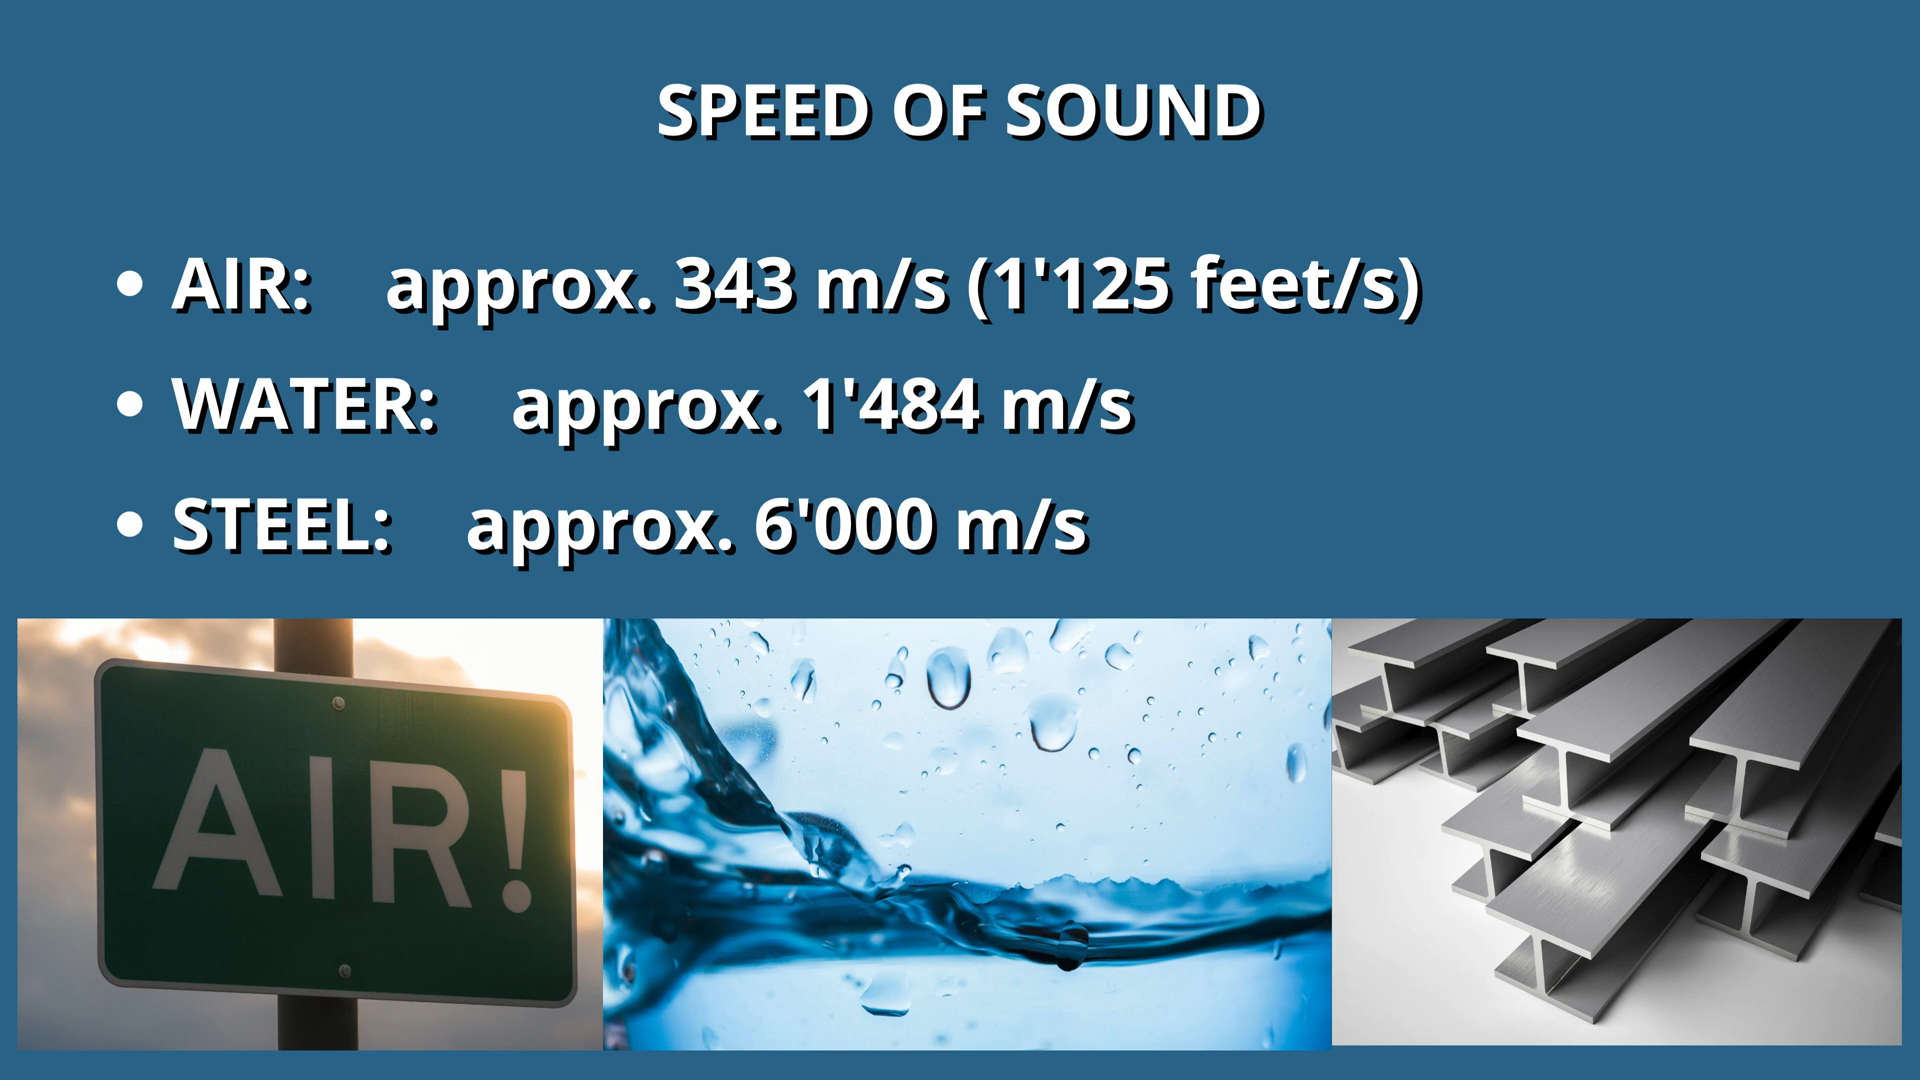 SPEED OF SOUND
• AIR: approx. 343 m/s (1'125 feet/s)
• WATER: approx. 1'484 m/s
• STEEL: approx. 6'000 m/s
AIR!